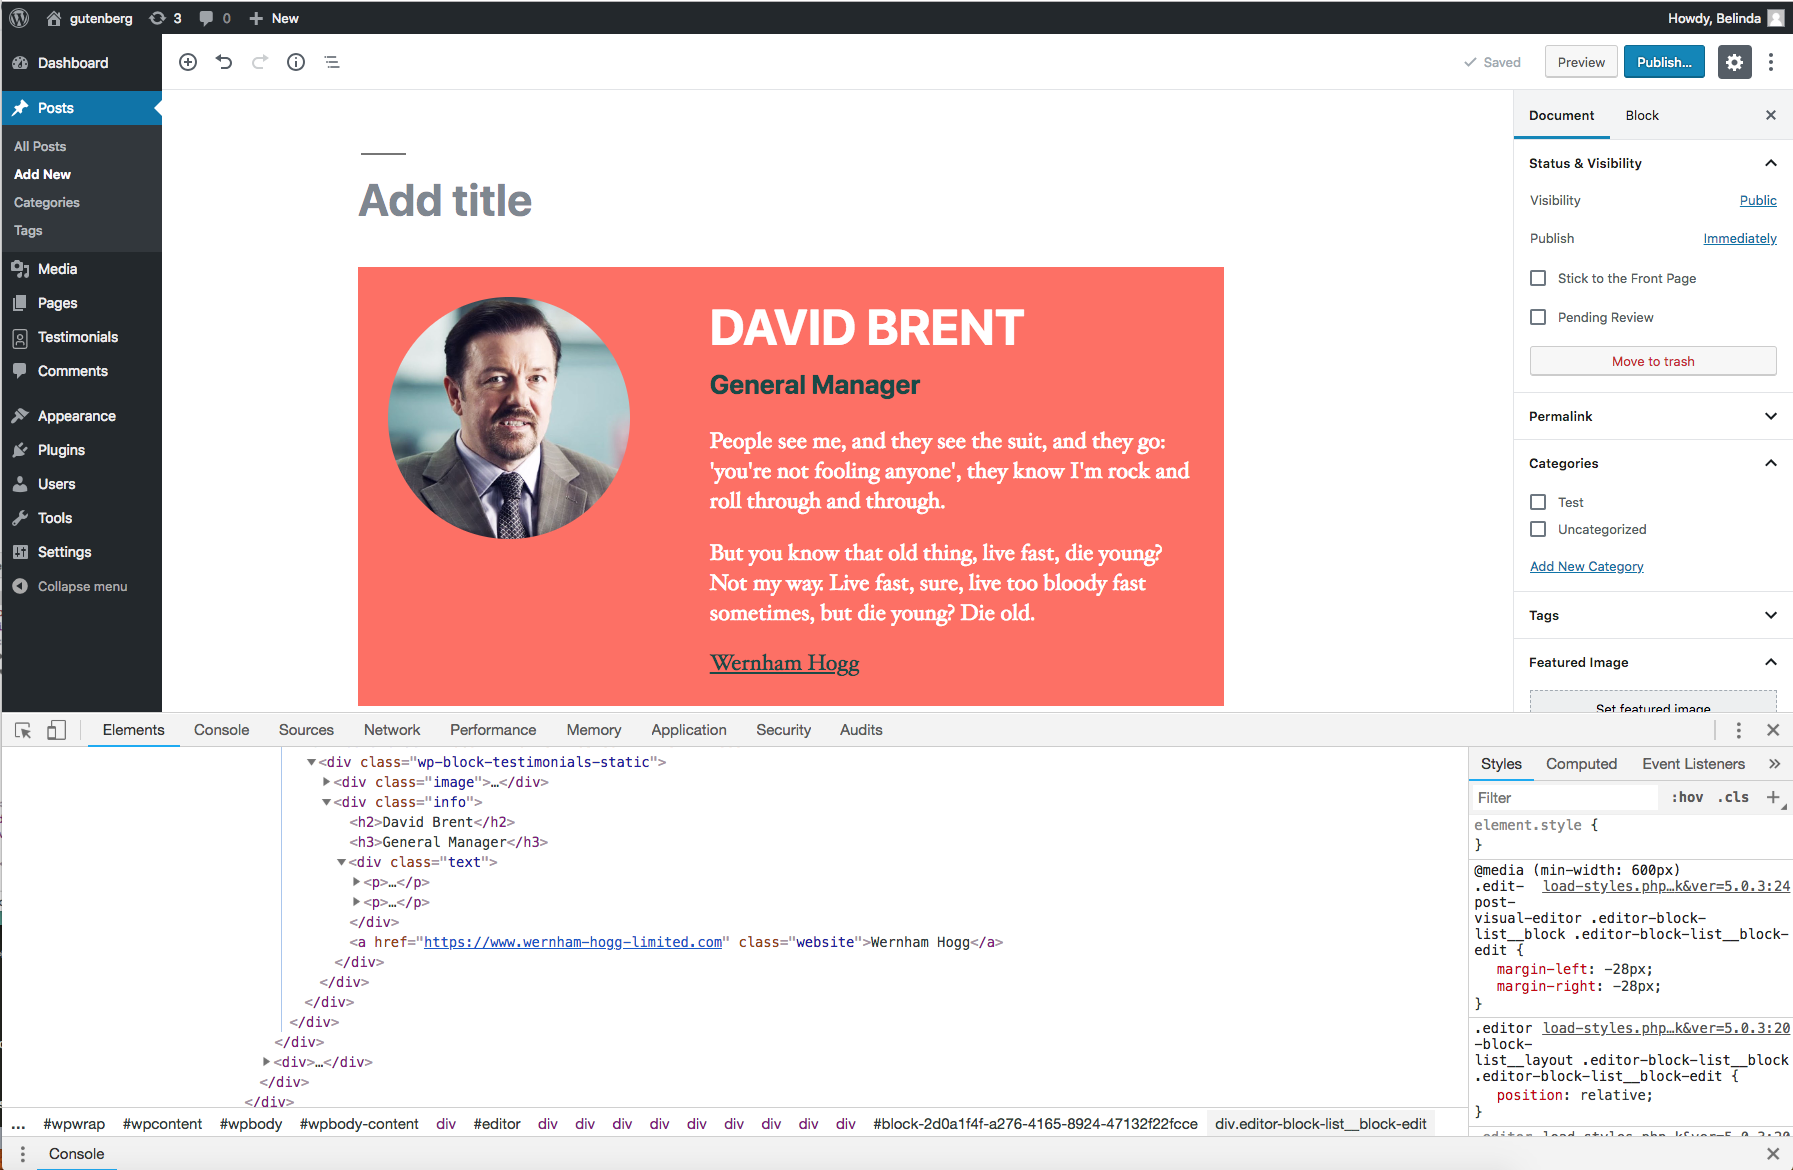 gutenberg 3 0 New Howdy, Belinda
Dashboard
Posts
All Posts
Add New
Categories
Tags
Media
Pages
Testimonials
Comments
Appearance
Plugins
Users
Tools
Settings
Collapse menu
Saved Preview Publish...
Add title
DAVID BRENT
General Manager
People see me, and they see the suit, and they go:
'you're not fooling anyone', they know I'm rock and
roll through and through.
But you know that old thing, live fast, die young?
Not my way. Live fast, sure, live too bloody fast
sometimes, but die young? Die old.
Wernham Hogg
Document Block
Status & Visibility
Visibility Public
Publish Immediately
Stick to the Front Page
Pending Review
Move to trash
Permalink
Categories
Test
Uncategorized
Add New Category
Tags
Featured Image
Set featured image
Elements Console Sources Network Performance Memory Application Security Audits
<div class="wp-block-testimonials-static">
<div class="image">…</div>
<div class="info">
<h2>David Brent</h2>
<h3>General Manager</h3>
<div class="text">
<p>…</p>
<p>…</p>
</div>
<a href="https://www.wernham-hogg-limited.com" class="website">Wernham Hogg</a>
</div>
</div>
</div>
</div>
</div>
<div>…</div>
</div>
</div>
Styles Computed Event Listeners »
Filter :hov .cls +
element.style {
}
@media (min-width: 600px)
.edit- load-styles.php…k&ver=5.0.3:24
post-
visual-editor .editor-block-
list__block .editor-block-list__block-
edit {
margin-left: -28px;
margin-right: -28px;
}
.editor load-styles.php…k&ver=5.0.3:20
-block-
list__layout .editor-block-list__block
.editor-block-list__block-edit {
position: relative;
}
.editor load-styles.php…k&ver=5.0.3:20
... #wpwrap #wpcontent #wpbody #wpbody-content div #editor div div div div div div div div div #block-2d0a1f4f-a276-4165-8924-47132f22fcce div.editor-block-list__block-edit
Console